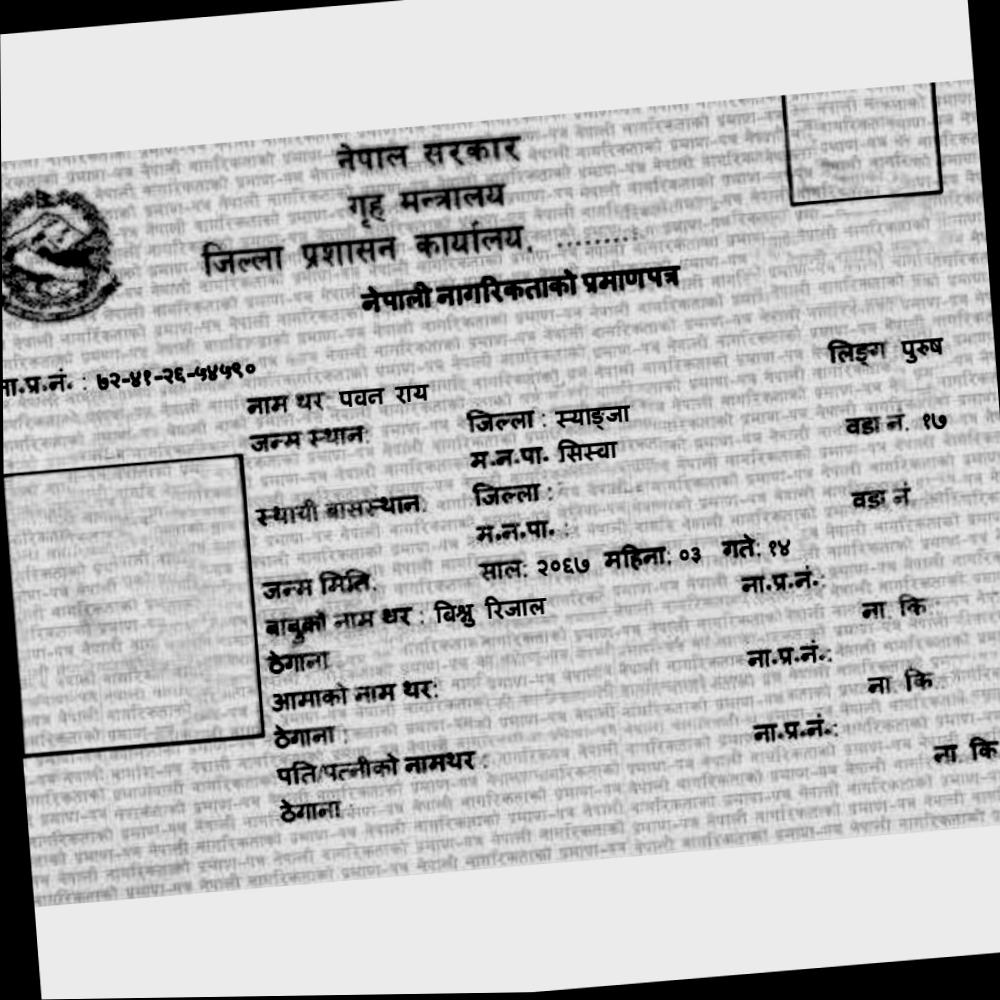 नेपाल सरकार
गृह मन्त्रालय
जिल्ला प्रशासन कार्यालय, .........
नेपाली नागरिकताको प्रमाणपत्र
लिङ्ग पुरुष
ना.प्र.नं. : ७२-४१-२६-५४५९०
नाम थर पवन राय
जन्म स्थान: जिल्ला : स्याङ्जा वडा नं. १७
म.न.पा. सिस्वा
स्थायी बासस्थान: जिल्ला : वडा नं
म.न.पा. :
जन्म मिति. साल: २०६७ महिना: ०३ गते: १४
बाबुको नाम थर : बिश्नु रिजाल ना.प्र.नं.:
ठेगाना ना. कि.
आमाको नाम थर: ना.प्र.नं.:
ठेगाना : ना. कि.
पति/पत्नीको नामथर : ना.प्र.नं.:
ठेगाना : ना. कि